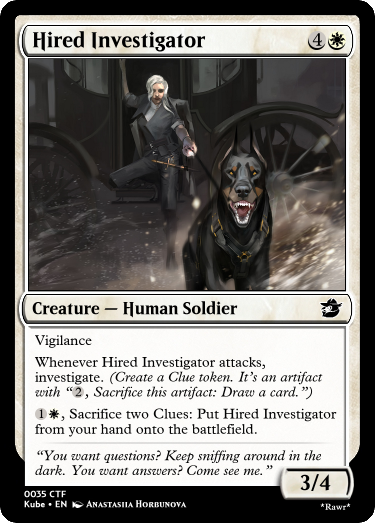 Hired Investigator 4
Creature — Human Soldier
Vigilance
Whenever Hired Investigator attacks,
investigate. (Create a Clue token. It's an artifact
with “2, Sacrifice this artifact: Draw a card.”)
1, Sacrifice two Clues: Put Hired Investigator
from your hand onto the battlefield.
“You want questions? Keep sniffing around in the
dark. You want answers? Come see me.”
3/4
0035 CTF
Kube • EN Anastasiia Horbunova
*Rawr*